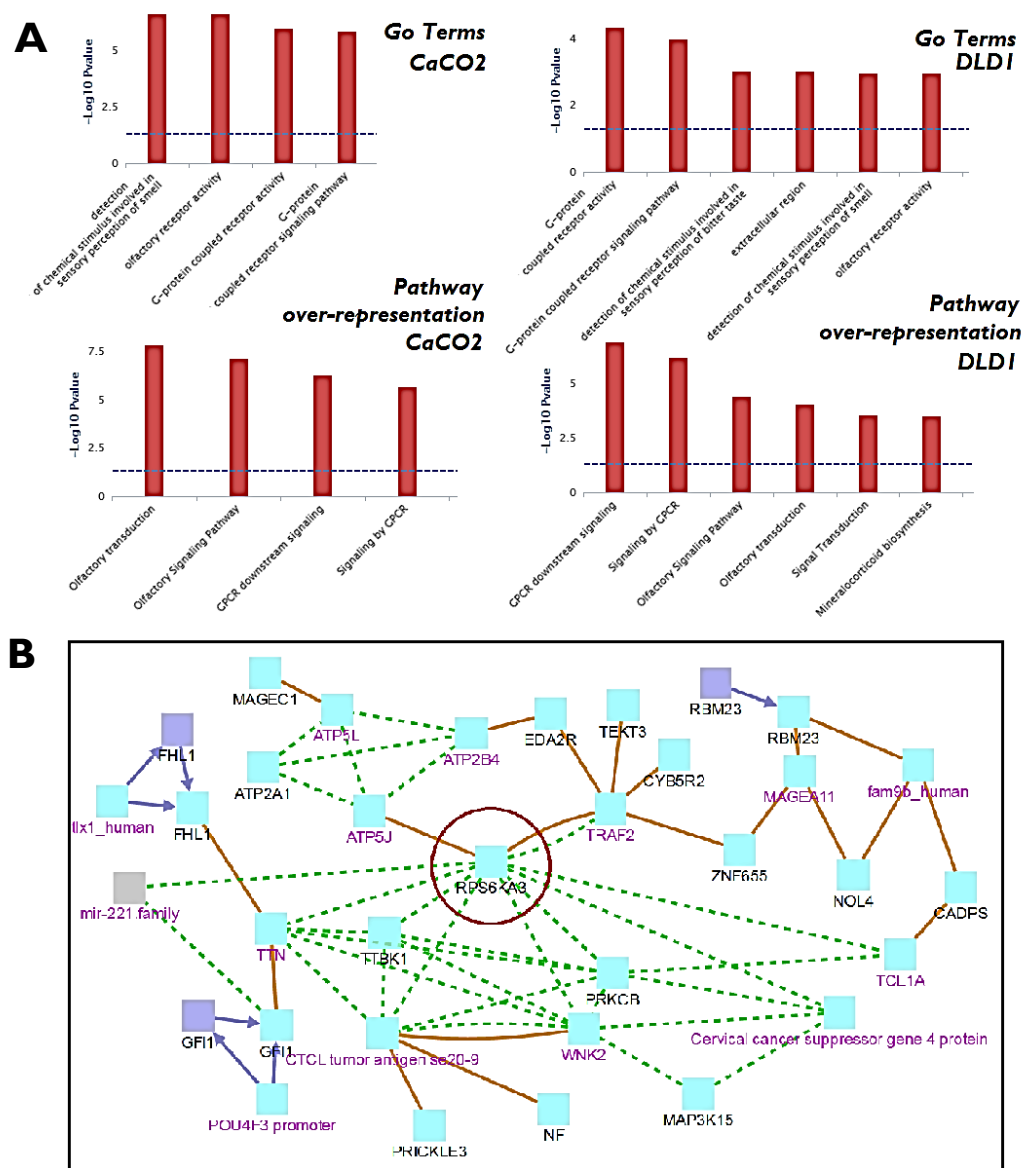 A
Go Terms
CaCO2
−Log10 Pvalue
5
2.5
0
detection
of chemical stimulus involved in
sensory perception of smell
olfactory receptor activity
G-protein coupled receptor activity
G-protein
coupled receptor signaling pathway
Go Terms
DLD1
−Log10 Pvalue
4
2
0
G-protein
coupled receptor activity
G-protein coupled receptor signaling pathway
detection of chemical stimulus involved in
sensory perception of bitter taste
extracellular region
detection of chemical stimulus involved in
sensory perception of smell
olfactory receptor activity
Pathway
over-representation
CaCO2
−Log10 Pvalue
7.5
5
2.5
0
Olfactory transduction
Olfactory Signaling Pathway
GPCR downstream signaling
Signaling by GPCR
Pathway
over-representation
DLD1
−Log10 Pvalue
5
2.5
0
GPCR downstream signaling
Signaling by GPCR
Olfactory Signaling Pathway
Olfactory transduction
Signal Transduction
Mineralocorticoid biosynthesis
B
MAGEC1
RBM23
FHL1
ATP5L
ATP2B4
EDA2R
TEKT3
RBM23
ATP2A1
CYB5R2
MAGEA11
fam9b_human
tlx1_human
FHL1
ATP5J
TRAF2
RPS6KA3
ZNF655
NOL4
CADPS
mir-221.family
TTN
TTBK1
PRKCB
TCL1A
GFI1
GFI1
CTCL tumor antigen se20-9
WNK2
Cervical cancer suppressor gene 4 protein
POU4F3 promoter
PRICKLE3
NF
MAP3K15